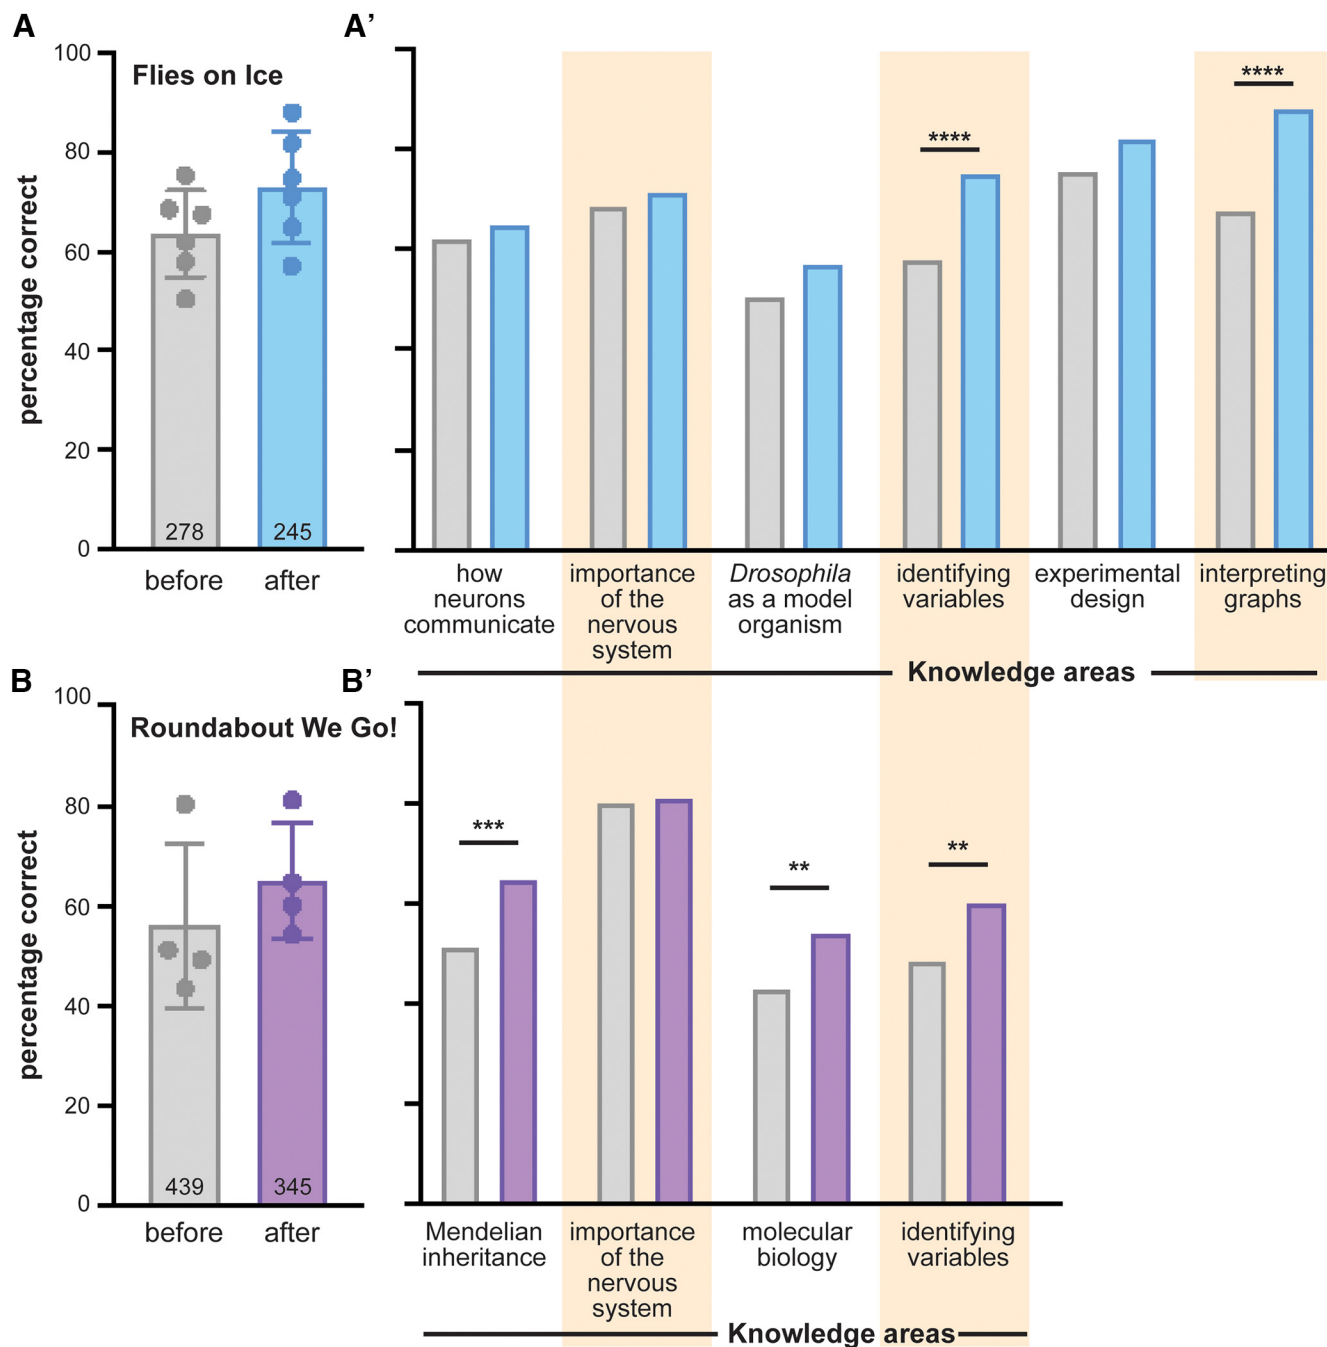 A
A’
100
80
60
40
20
0
percentage correct
Flies on Ice
278
245
before
after
****
****
how
neurons
communicate
importance
of the
nervous
system
Drosophila
as a model
organism
identifying
variables
experimental
design
interpreting
graphs
Knowledge areas
B
B’
100
80
60
40
20
0
percentage correct
Roundabout We Go!
439
345
before
after
***
**
**
Mendelian
inheritance
importance
of the
nervous
system
molecular
biology
identifying
variables
Knowledge areas